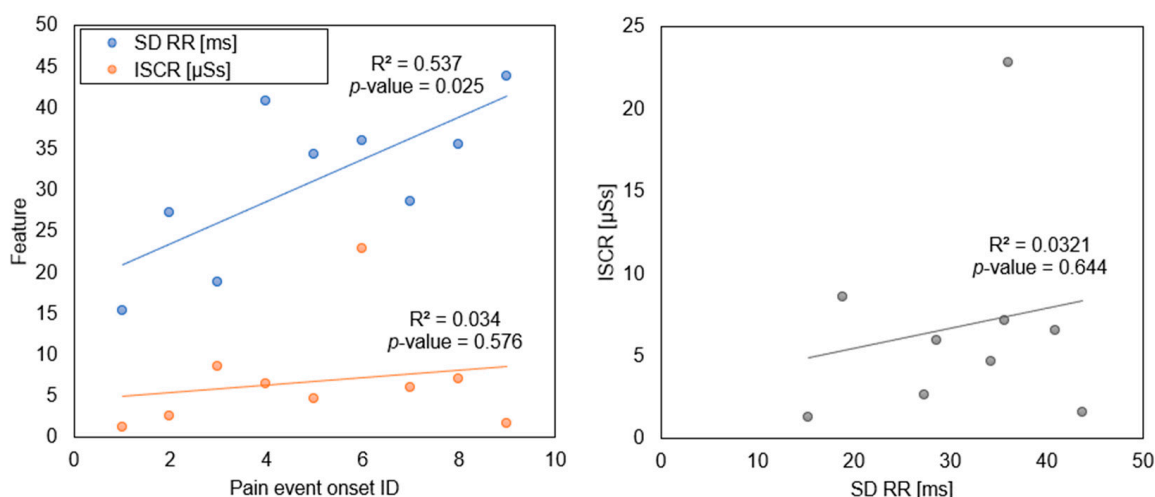 50
45
40
35
30
25
20
15
10
5
0
Feature
SD RR [ms]
ISCR [µSs]
R² = 0.537
p-value = 0.025
R² = 0.034
p-value = 0.576
0 2 4 6 8 10
Pain event onset ID
25
20
15
10
5
0
ISCR [µSs]
R² = 0.0321
p-value = 0.644
0 10 20 30 40 50
SD RR [ms]